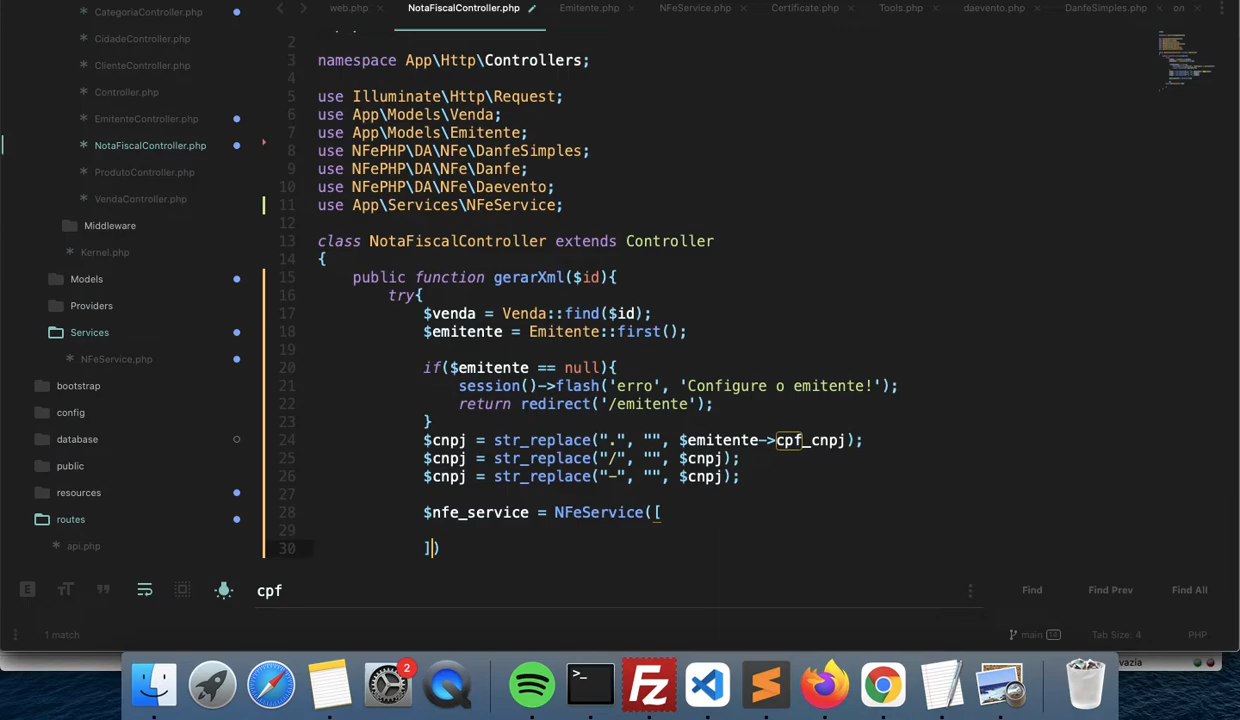 web.php
NotaFiscalController.php
Emitente.php
NFeService.php
Certificate.php
Tools.php
daevento.php
DanfeSimples.php
on
CategoriaController.php
CidadeController.php
ClienteController.php
Controller.php
EmitenteController.php
NotaFiscalController.php
ProdutoController.php
VendaController.php
Middleware
Kernel.php
Models
Providers
Services
NFeService.php
bootstrap
config
database
public
resources
routes
api.php
2
3 namespace App\Http\Controllers;
4
5 use Illuminate\Http\Request;
6 use App\Models\Venda;
7 use App\Models\Emitente;
8 use NFePHP\DA\NFe\DanfeSimples;
9 use NFePHP\DA\NFe\Danfe;
10 use NFePHP\DA\NFe\Daevento;
11 use App\Services\NFeService;
12
13 class NotaFiscalController extends Controller
14 {
15 public function gerarXml($id){
16 try{
17 $venda = Venda::find($id);
18 $emitente = Emitente::first();
19
20 if($emitente == null){
21 session()->flash('erro', 'Configure o emitente!');
22 return redirect('/emitente');
23 }
24 $cnpj = str_replace(".", "", $emitente->cpf_cnpj);
25 $cnpj = str_replace("/", "", $cnpj);
26 $cnpj = str_replace("-", "", $cnpj);
27
28 $nfe_service = NFeService([
29
30 ])
cpf
Find
Find Prev
Find All
1 match
main 14
Tab Size: 4
PHP
vazia
2